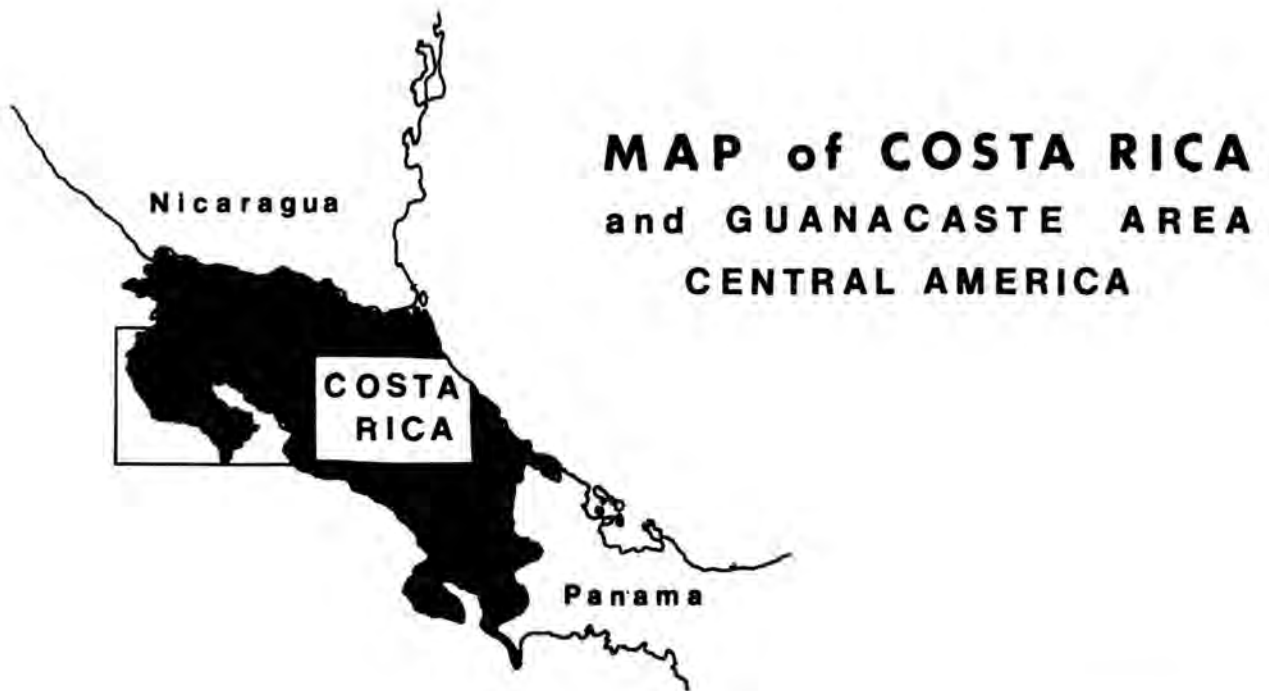 MAP of COSTA RICA
and GUANACASTE AREA
CENTRAL AMERICA
Nicaragua
COSTA
RICA
Panama